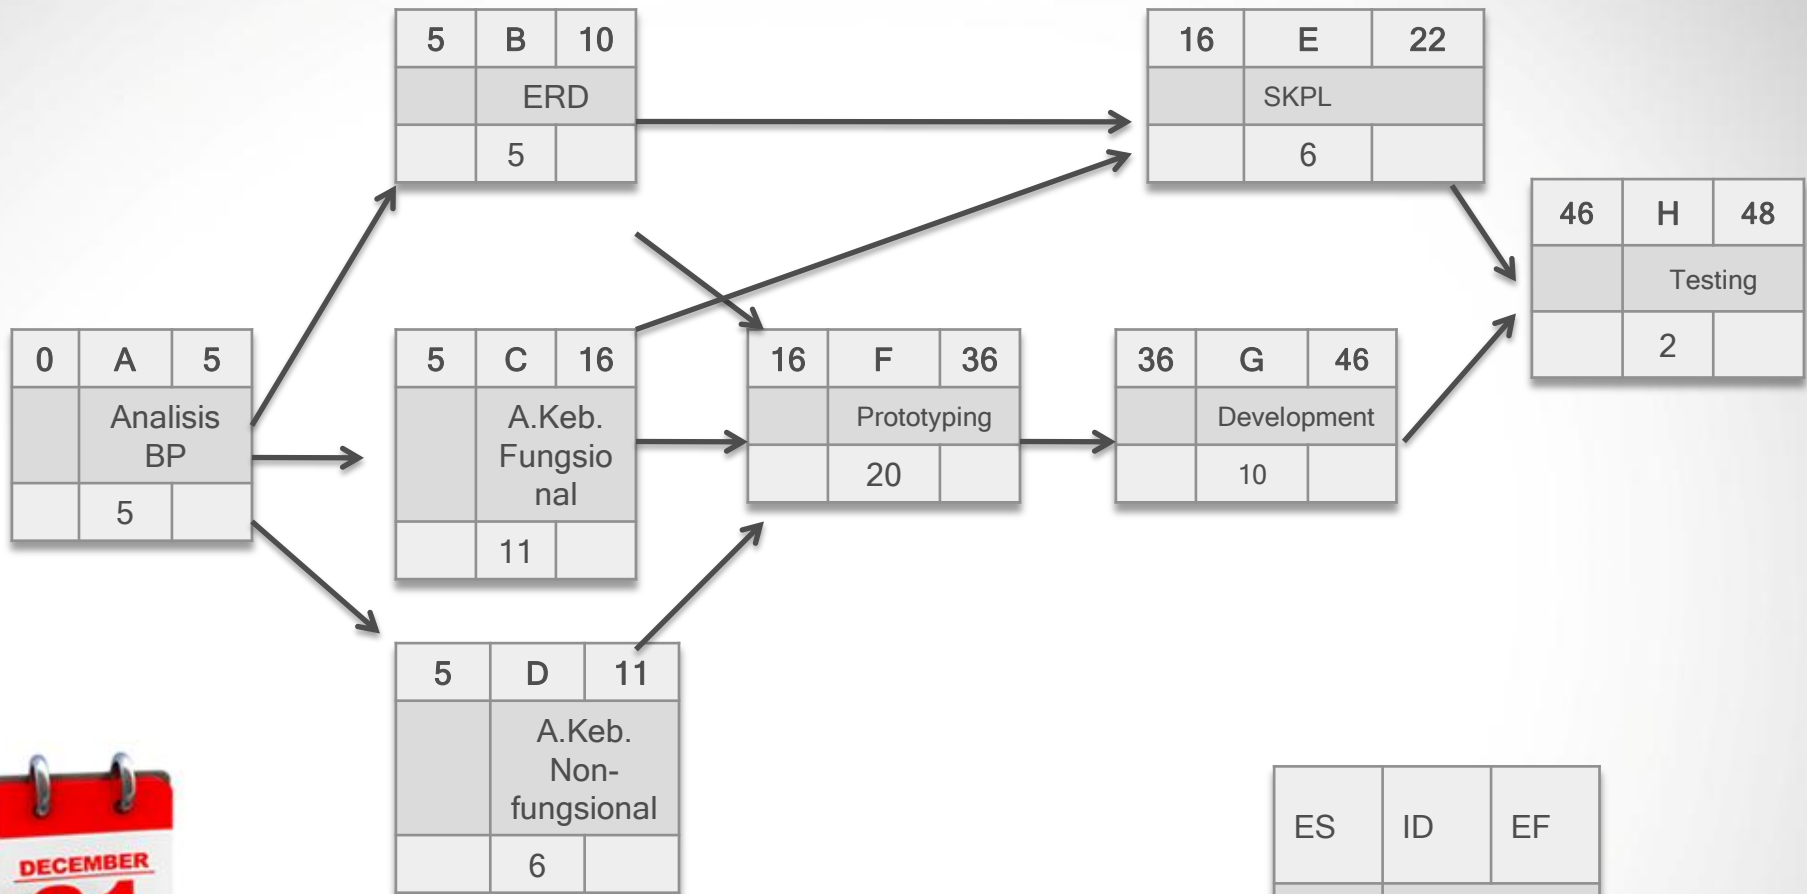 5 B 10
ERD
5
16 E 22
SKPL
6
46 H 48
Testing
2
0 A 5
Analisis
BP
5
5 C 16
A.Keb.
Fungsio
nal
11
16 F 36
Prototyping
20
36 G 46
Development
10
5 D 11
A.Keb.
Non-
fungsional
6
DECEMBER
ES ID EF